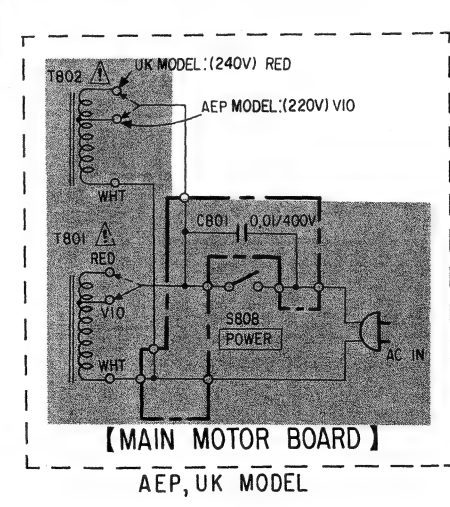 T802
UK MODEL:(240V) RED
AEP MODEL:(220V) VIO
WHT
C801 0.01/400V
T801
RED
VIO
S808
POWER
WHT
AC IN
【MAIN MOTOR BOARD】
AEP, UK MODEL